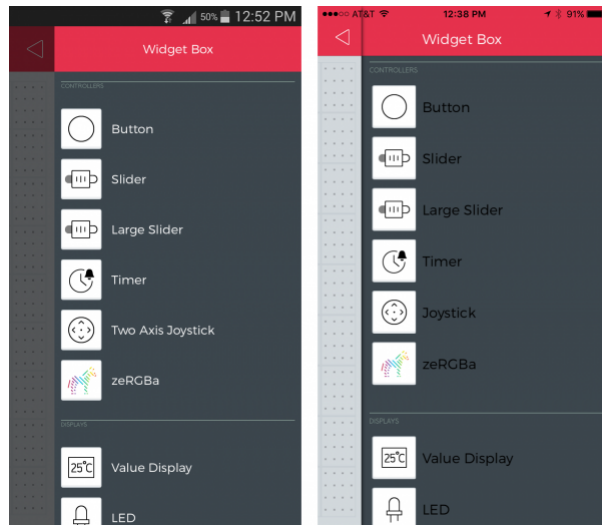 50% 12:52 PM
Widget Box
CONTROLLERS
Button
Slider
Large Slider
Timer
Two Axis Joystick
zeRGBa
DISPLAYS
25°C
Value Display
LED
AT&T 12:38 PM 91%
Widget Box
CONTROLLERS
Button
Slider
Large Slider
Timer
Joystick
zeRGBa
DISPLAYS
25°C
Value Display
LED